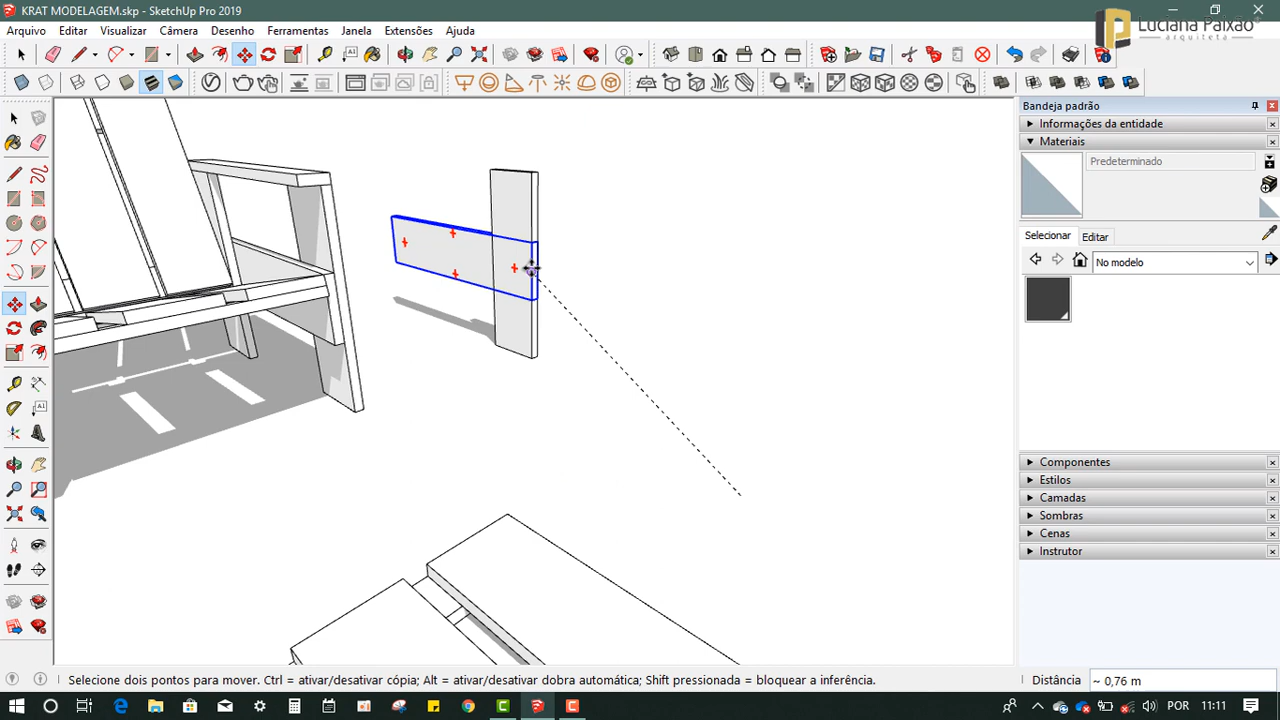 KRAT MODELAGEM.skp - SketchUp Pro 2019
Luciana Paixão
arquiteta
Arquivo Editar Visualizar Câmera Desenho Ferramentas Janela Extensões Ajuda
Bandeja padrão
Informações da entidade
Materiais
Predeterminado
Selecionar Editar
No modelo
Componentes
Estilos
Camadas
Sombras
Cenas
Instrutor
Selecione dois pontos para mover. Ctrl = ativar/desativar cópia; Alt = ativar/desativar dobra automática; Shift pressionada = bloquear a inferência.
Distância ~ 0,76 m
POR 11:11